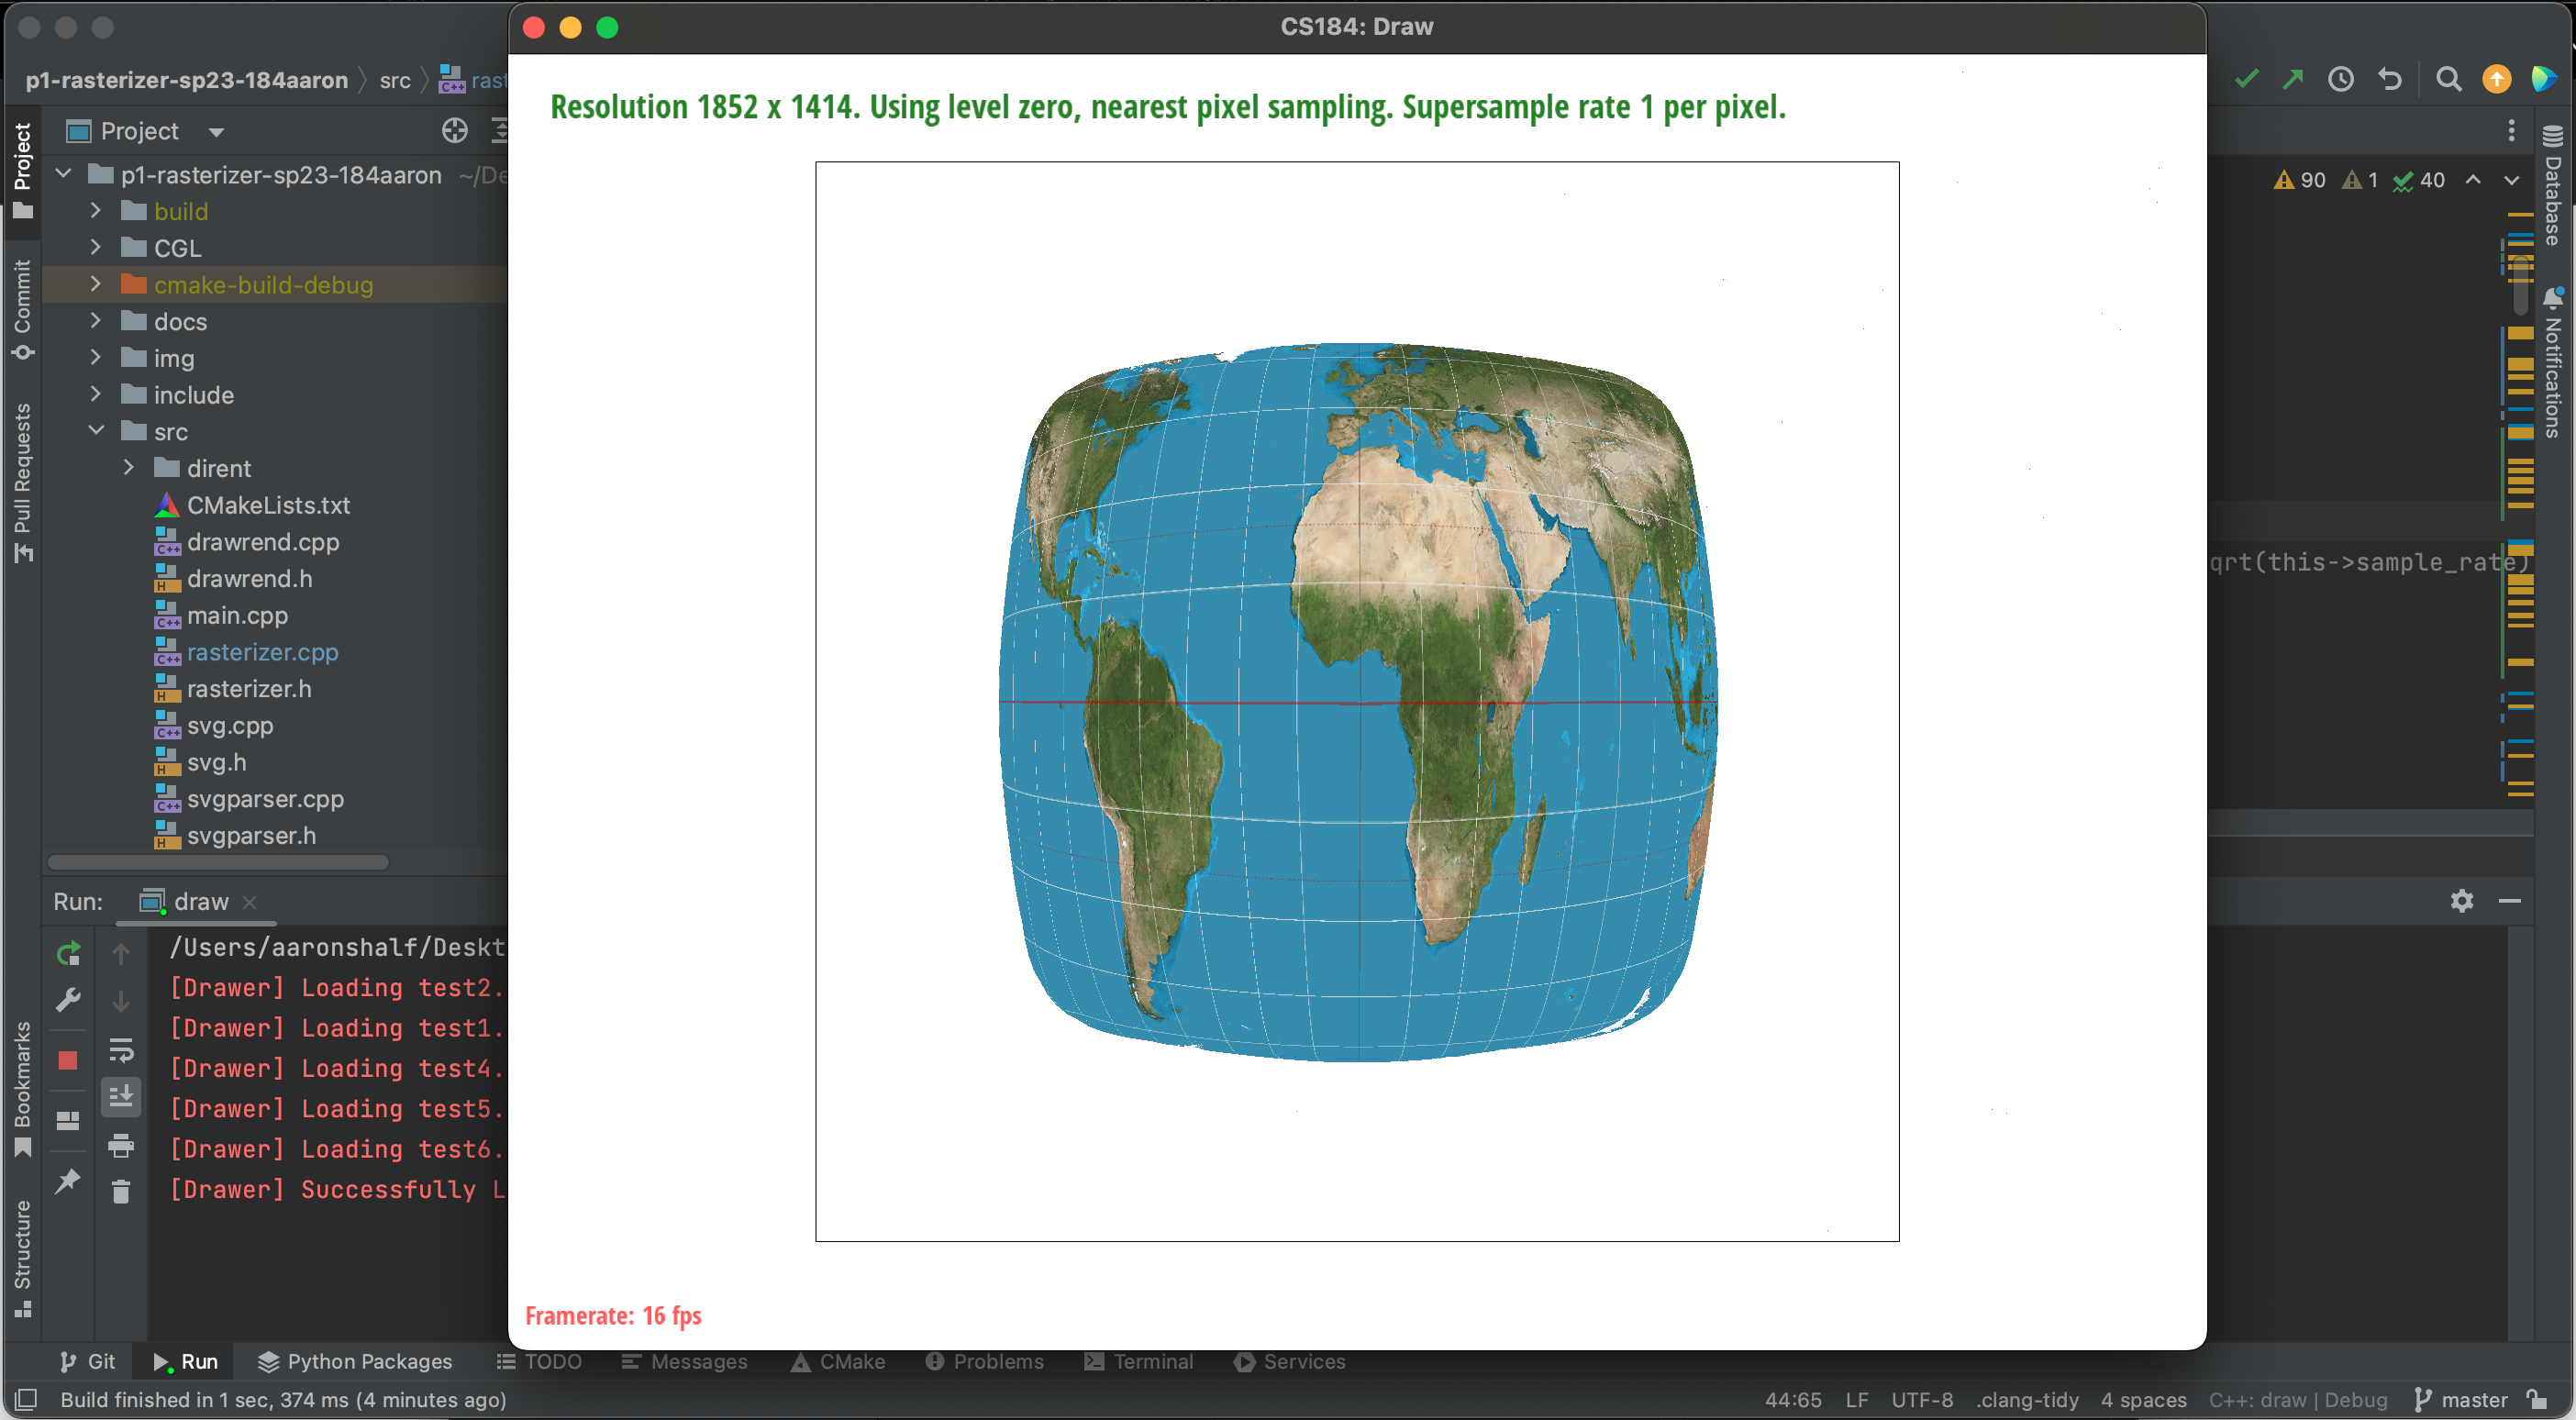 CS184: Draw
p1-rasterizer-sp23-184aaron
src
Resolution 1852 x 1414. Using level zero, nearest pixel sampling. Supersample rate 1 per pixel.
Project
Project
p1-rasterizer-sp23-184aaron
build
CGL
cmake-build-debug
docs
img
include
src
dirent
CMakeLists.txt
drawrend.cpp
drawrend.h
main.cpp
rasterizer.cpp
rasterizer.h
svg.cpp
svg.h
svgparser.cpp
svgparser.h
Commit
Pull Requests
Bookmarks
Structure
90 1 40
Database
Notifications
qrt(this->sample_rate)
Run: draw
/Users/aaronshalf/Deskt
[Drawer] Loading test2.
[Drawer] Loading test1.
[Drawer] Loading test4.
[Drawer] Loading test5.
[Drawer] Loading test6.
[Drawer] Successfully L
Framerate: 16 fps
Git Run Python Packages TODO Messages CMake Problems Terminal Services
Build finished in 1 sec, 374 ms (4 minutes ago)
44:65 LF UTF-8 .clang-tidy 4 spaces C++: draw | Debug master